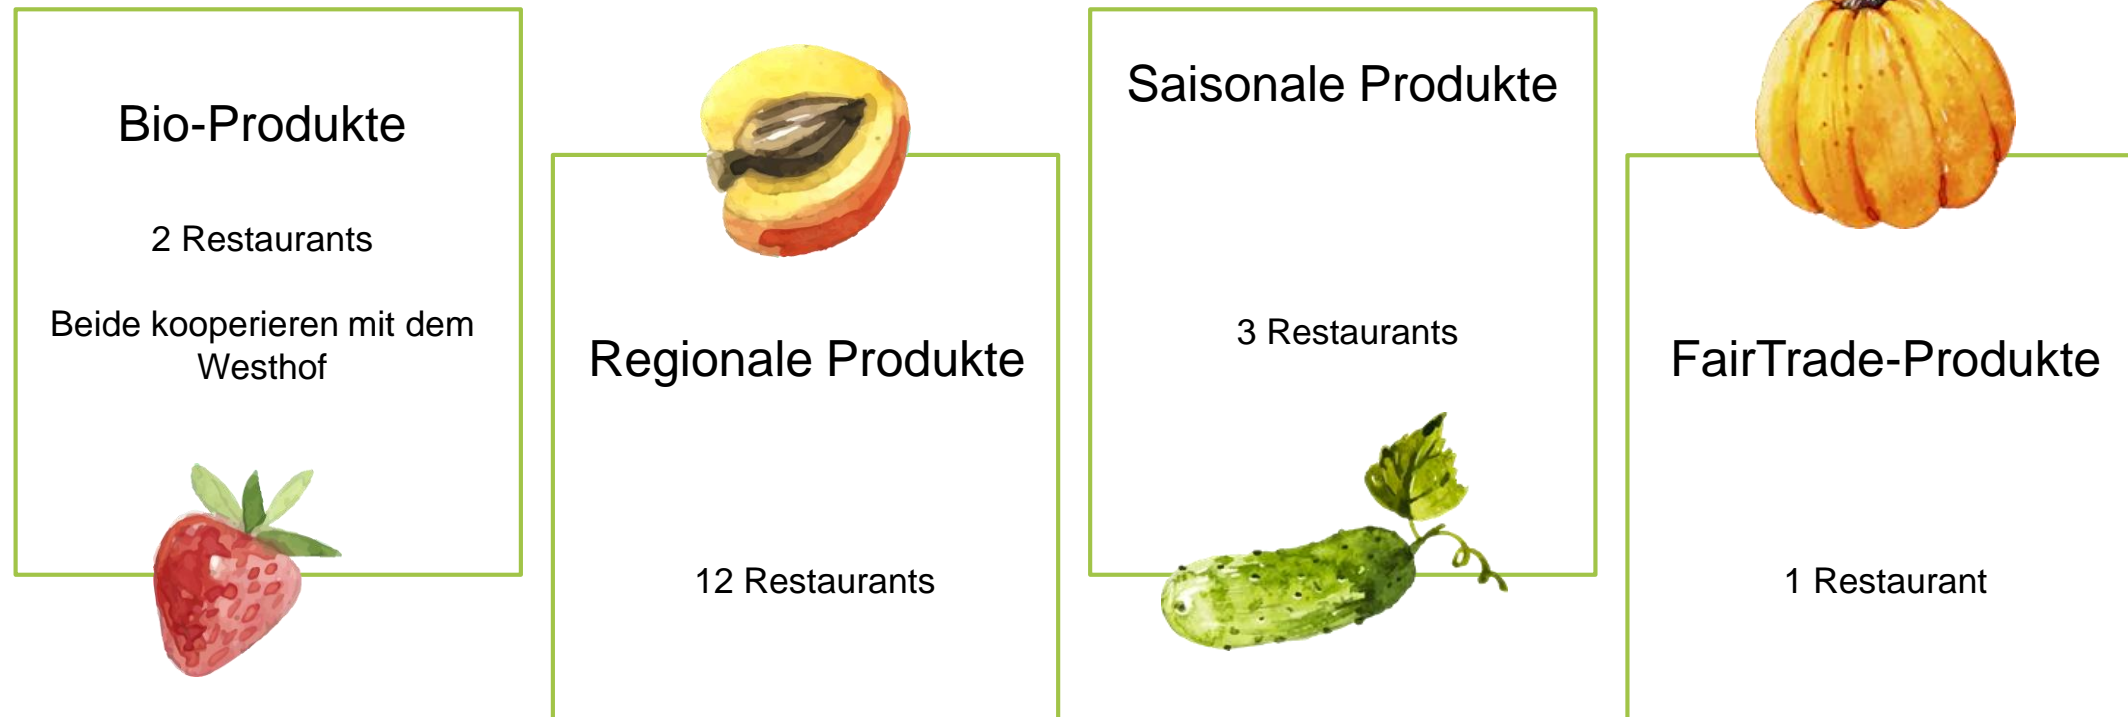 Bio-Produkte
2 Restaurants
Beide kooperieren mit dem
Westhof
Regionale Produkte
12 Restaurants
Saisonale Produkte
3 Restaurants
FairTrade-Produkte
1 Restaurant